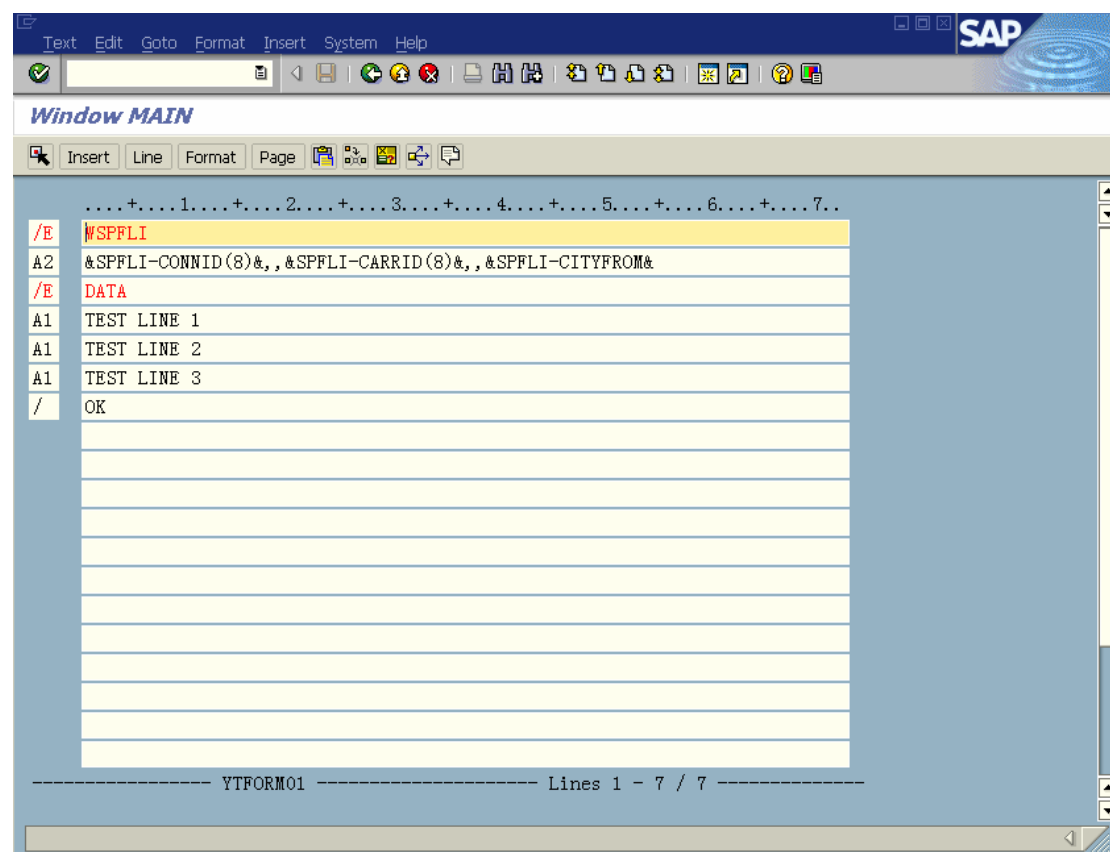 Text Edit Goto Format Insert System Help
SAP
Window MAIN
Insert Line Format Page
....+....1....+....2....+....3....+....4....+....5....+....6....+....7..
/E WSPFLI
A2 &SPFLI-CONNID(8)&,,&SPFLI-CARRID(8)&,,&SPFLI-CITYFROM&
/E DATA
A1 TEST LINE 1
A1 TEST LINE 2
A1 TEST LINE 3
/ OK
----------------- YTFORM01 --------------------- Lines 1 - 7 / 7 --------------